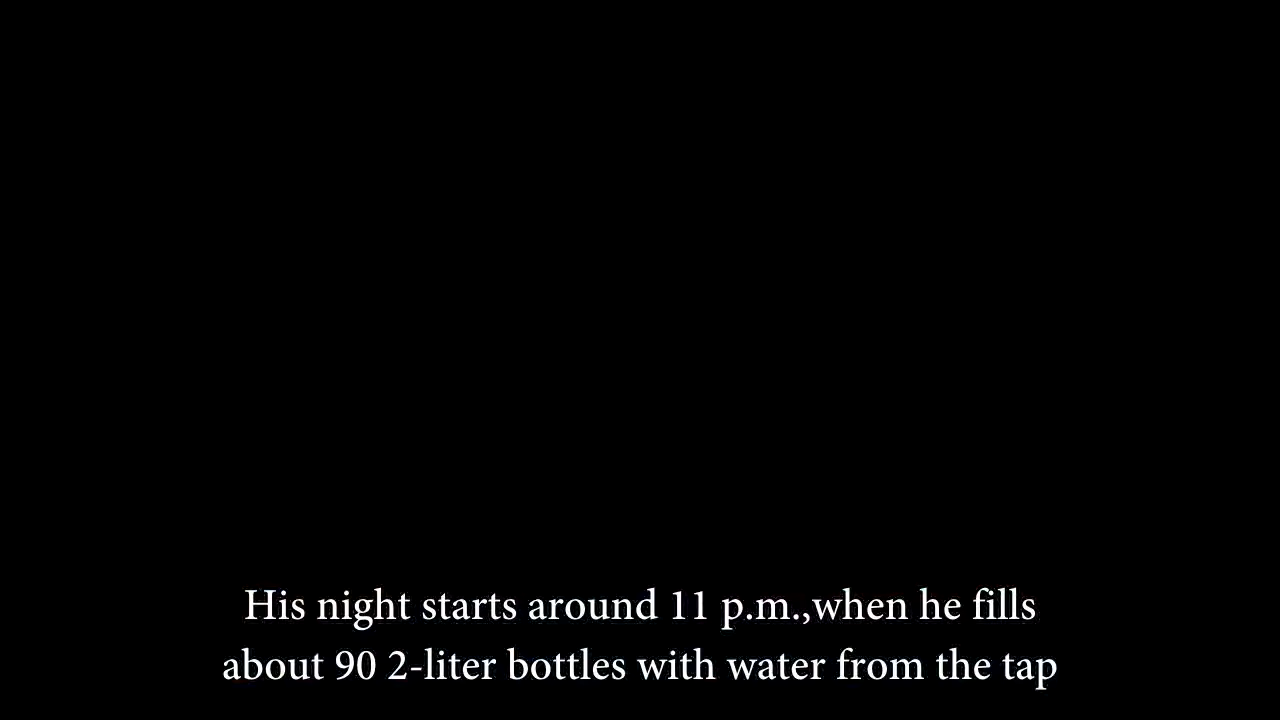 His night starts around 11 p.m.,when he fills
about 90 2-liter bottles with water from the tap